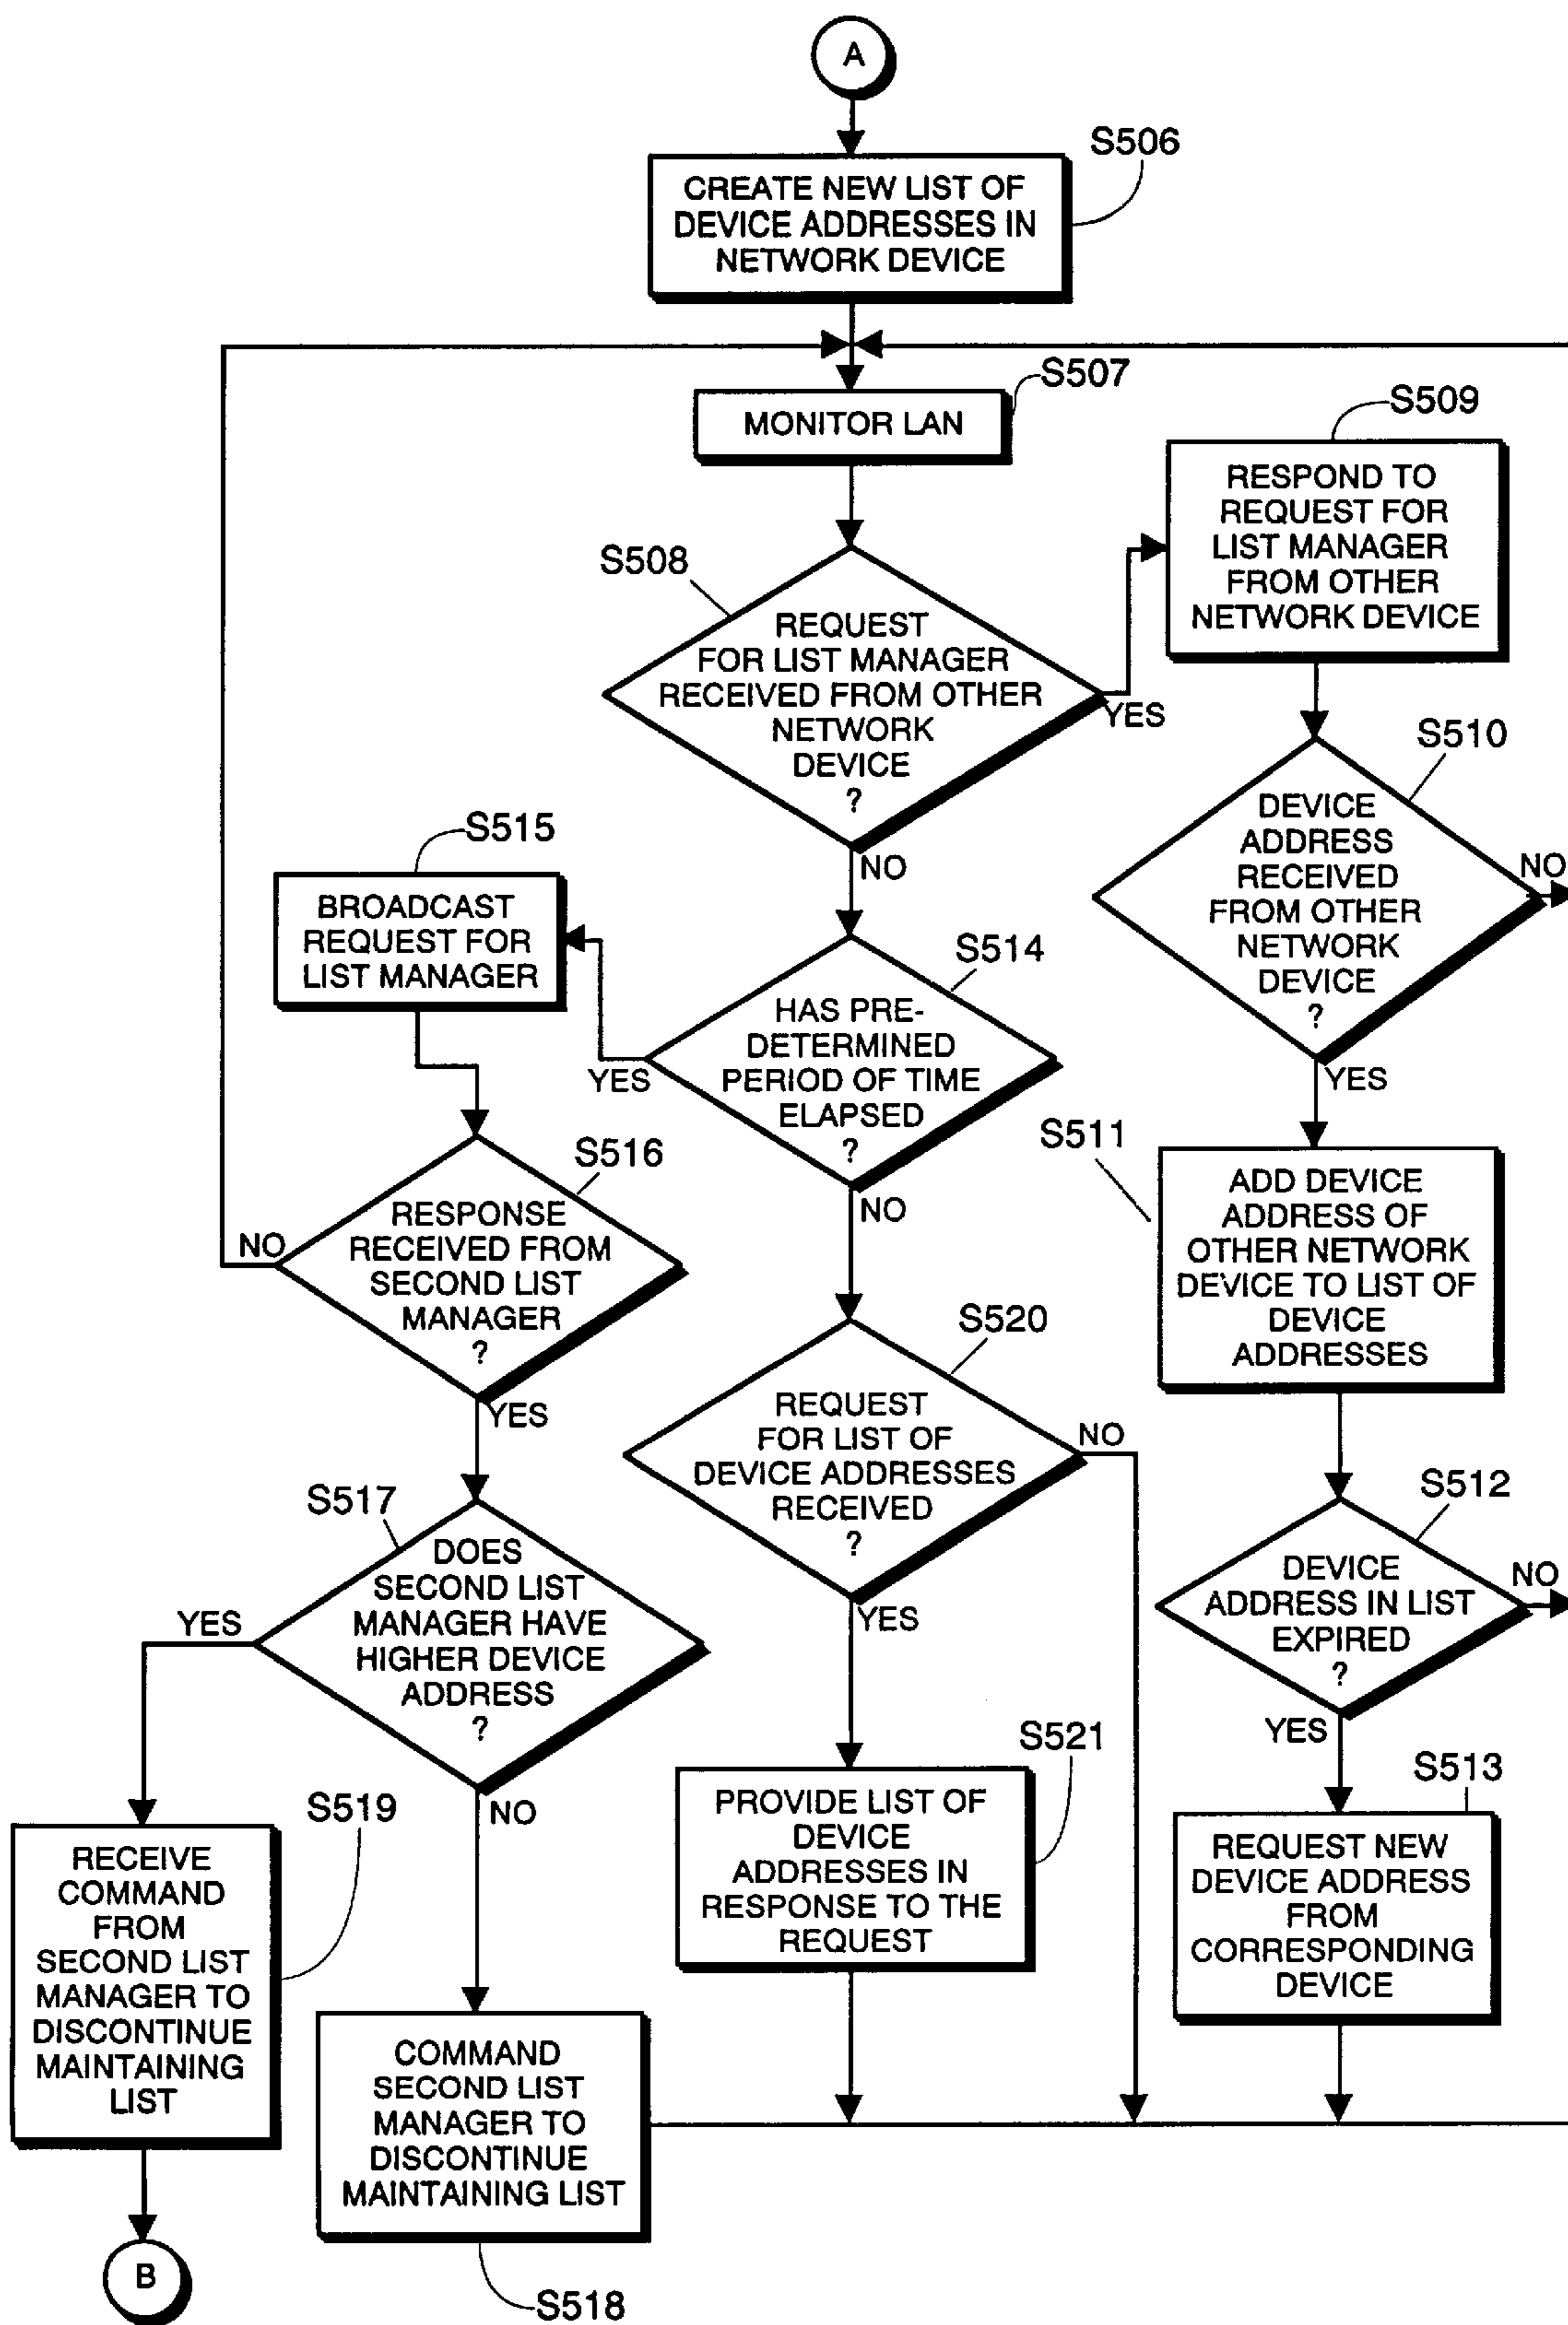 A
S506
CREATE NEW LIST OF
DEVICE ADDRESSES IN
NETWORK DEVICE
S507
MONITOR LAN
S508
REQUEST
FOR LIST MANAGER
RECEIVED FROM OTHER
NETWORK
DEVICE
?
YES
NO
S509
RESPOND TO
REQUEST FOR
LIST MANAGER
FROM OTHER
NETWORK DEVICE
S510
DEVICE
ADDRESS
RECEIVED
FROM OTHER
NETWORK
DEVICE
?
NO
YES
S511
ADD DEVICE
ADDRESS OF
OTHER NETWORK
DEVICE TO LIST OF
DEVICE
ADDRESSES
S512
DEVICE
ADDRESS IN LIST
EXPIRED
?
NO
YES
S513
REQUEST NEW
DEVICE ADDRESS
FROM
CORRESPONDING
DEVICE
S514
HAS PRE-
DETERMINED
PERIOD OF TIME
ELAPSED
?
YES
NO
S515
BROADCAST
REQUEST FOR
LIST MANAGER
S516
RESPONSE
RECEIVED FROM
SECOND LIST
MANAGER
?
NO
YES
S517
DOES
SECOND LIST
MANAGER HAVE
HIGHER DEVICE
ADDRESS
?
YES
NO
S518
COMMAND
SECOND LIST
MANAGER TO
DISCONTINUE
MAINTAINING LIST
S519
RECEIVE
COMMAND
FROM
SECOND LIST
MANAGER TO
DISCONTINUE
MAINTAINING
LIST
B
S520
REQUEST
FOR LIST OF
DEVICE ADDRESSES
RECEIVED
?
NO
YES
S521
PROVIDE LIST OF
DEVICE
ADDRESSES IN
RESPONSE TO THE
REQUEST